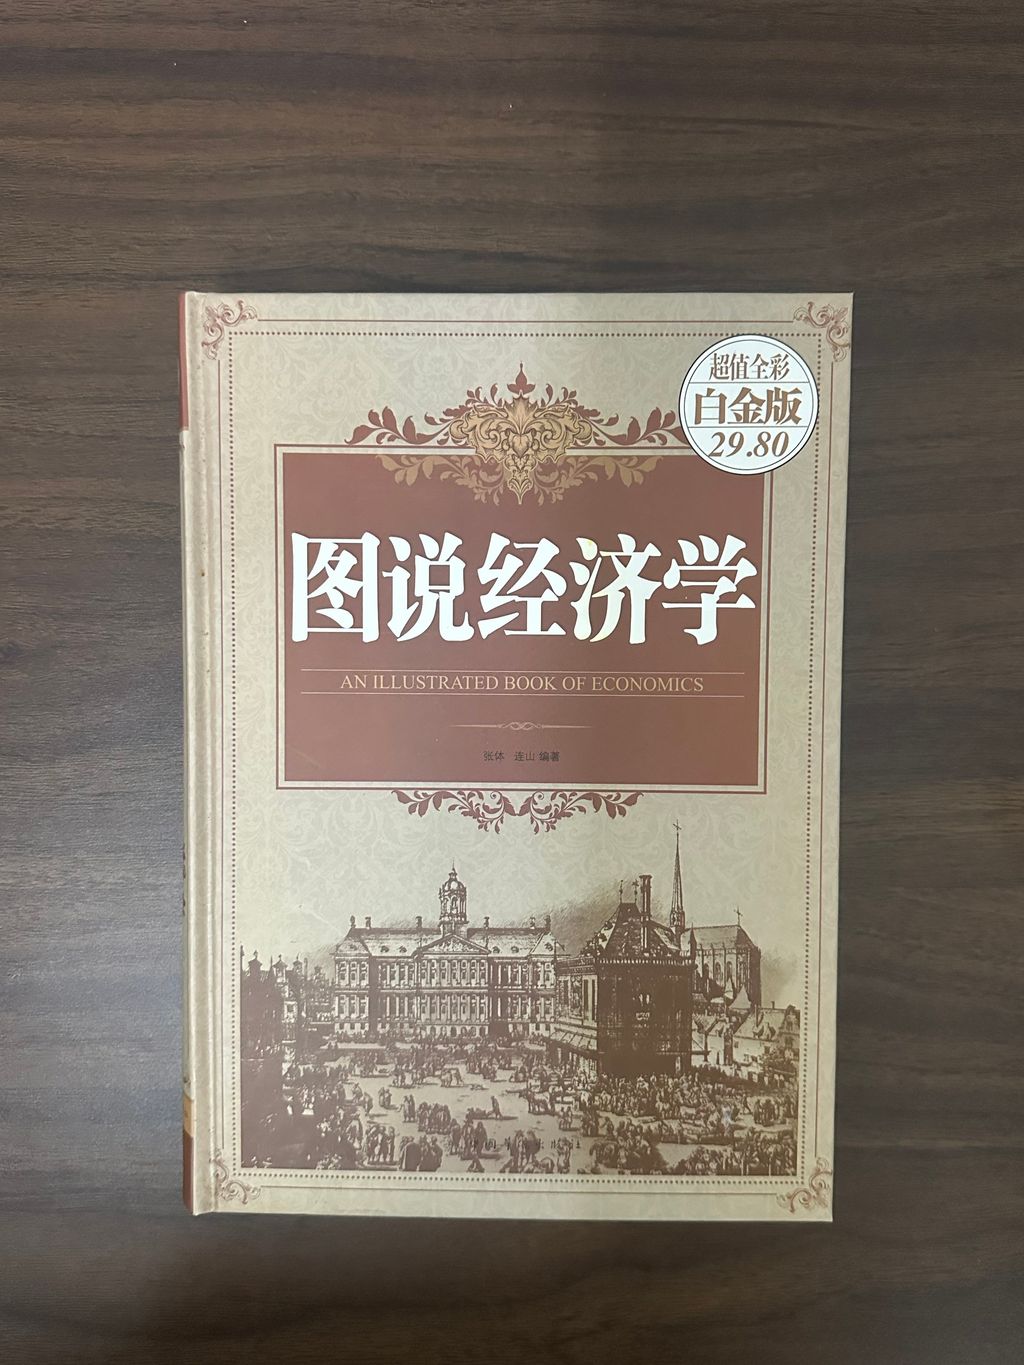 超值全彩
白金版
29.80
图说经济学
AN ILLUSTRATED BOOK OF ECONOMICS
张体 连山 编著